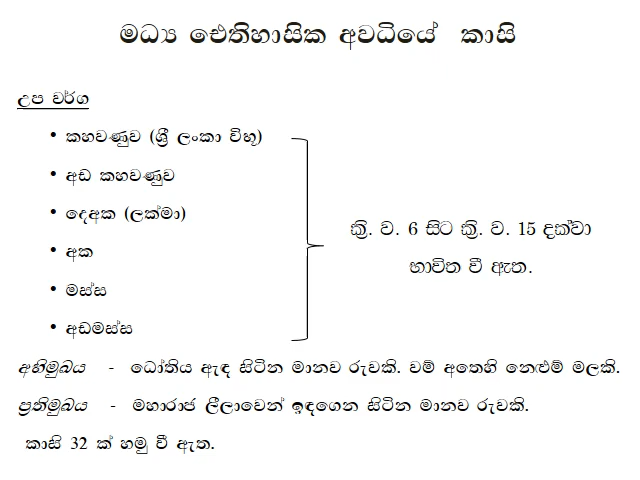 මධ්‍ය ඓතිහාසික අවධියේ කාසි
උප වර්ග
• කහවණුව (ශ්‍රී ලංකා විභූ)
• අඩ කහවණුව
• දෙඅක (ලක්මා)
• අක
• මස්ස
• අඩමස්ස
ක්‍රි. ව. 6 සිට ක්‍රි. ව. 15 දක්වා
භාවිත වී ඇත.
අභිමුඛය - ධෝතිය ඇඳ සිටින මානව රුවකි. වම් අතෙහි නෙළුම් මලකි.
ප්‍රතිමුඛය - මහාරාජ ලීලාවෙන් ඉඳගෙන සිටින මානව රුවකි.
කාසි 32 ක් හමු වී ඇත.